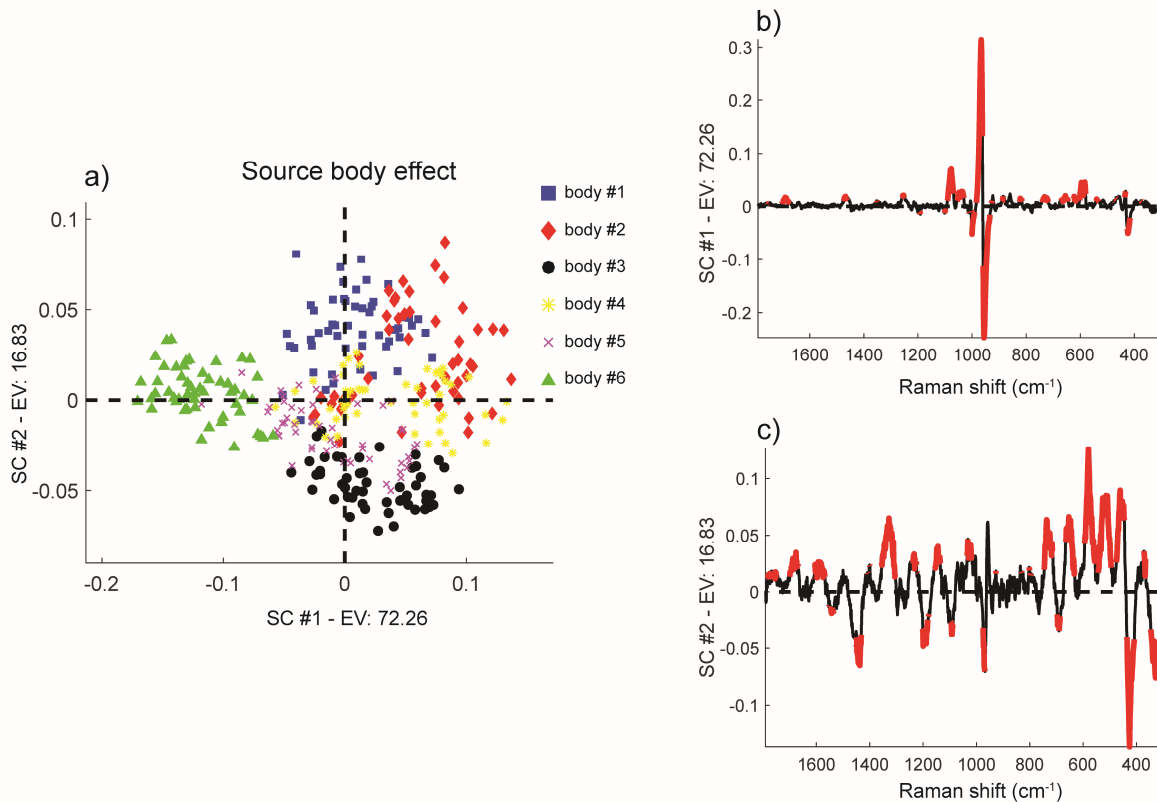 a)
Source body effect
body #1
body #2
body #3
body #4
body #5
body #6
SC #2 - EV: 16.83
0.1
0.05
0
-0.05
-0.2
-0.1
0
0.1
SC #1 - EV: 72.26
b)
SC #1 - EV: 72.26
0.3
0.2
0.1
0
-0.1
-0.2
1600 1400 1200 1000 800 600 400
Raman shift (cm-1)
c)
SC #2 - EV: 16.83
0.1
0.05
0
-0.05
-0.1
1600 1400 1200 1000 800 600 400
Raman shift (cm-1)